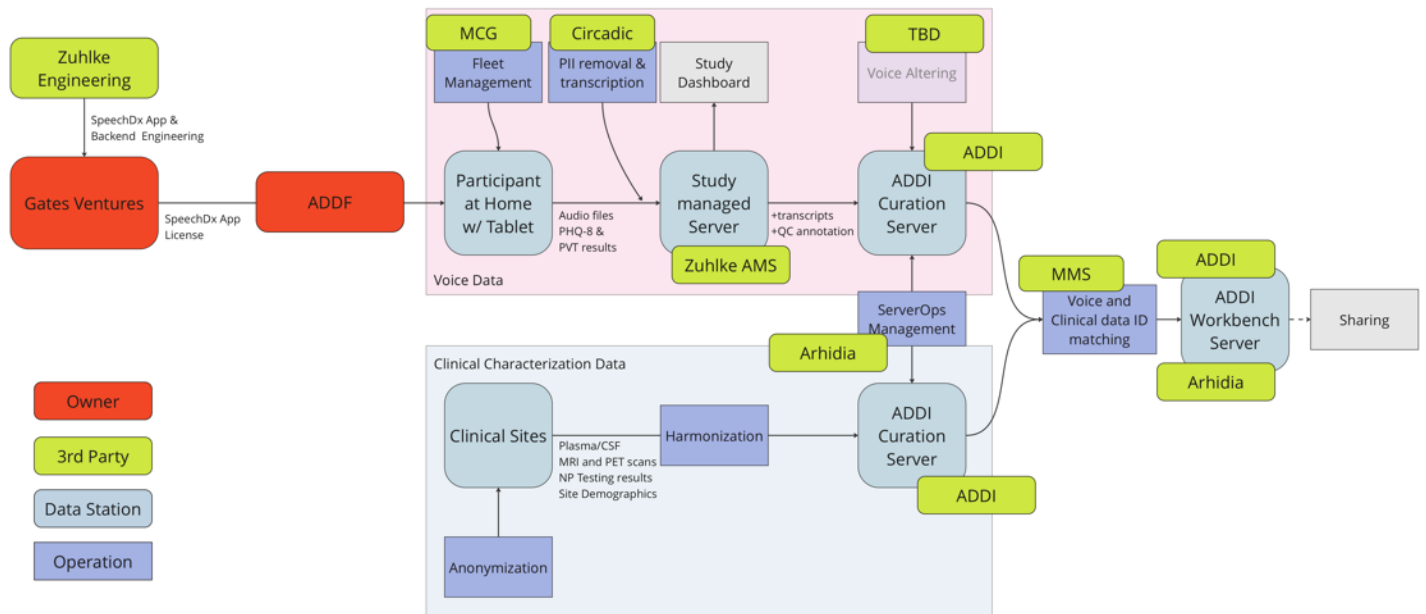 Zuhlke
Engineering
SpeechDx App &
Backend Engineering
Gates Ventures
SpeechDx App
License
ADDF
MCG
Fleet
Management
Circadic
PII removal &
transcription
Study
Dashboard
TBD
Voice Altering
Participant
at Home
w/ Tablet
Audio files
PHQ-8 &
PVT results
Study
managed
Server
Zuhlke AMS
+transcripts
+QC annotation
ADDI
ADDI
Curation
Server
Voice Data
ServerOps
Management
Arhidia
MMS
Voice and
Clinical data ID
matching
ADDI
ADDI
Workbench
Server
Arhidia
Sharing
Clinical Characterization Data
Clinical Sites
Plasma/CSF
MRI and PET scans
NP Testing results
Site Demographics
Harmonization
ADDI
Curation
Server
ADDI
Anonymization
Owner
3rd Party
Data Station
Operation